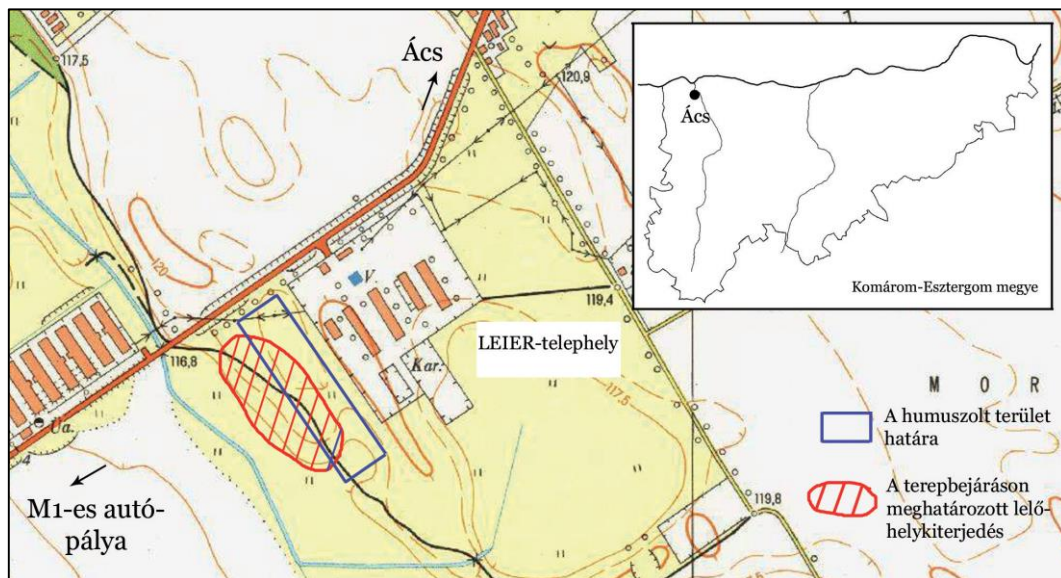 117,5
Ács
120,9
Ács
Komárom-Esztergom megye
120
V.
119,4
LEIER-telephely
Kar.
116,8
117.5
M O R
A humuszolt terület
határa
Üa.
A terepbejáráson
meghatározott lelő-
helykiterjedés
M1-es autó-
pálya
119,8